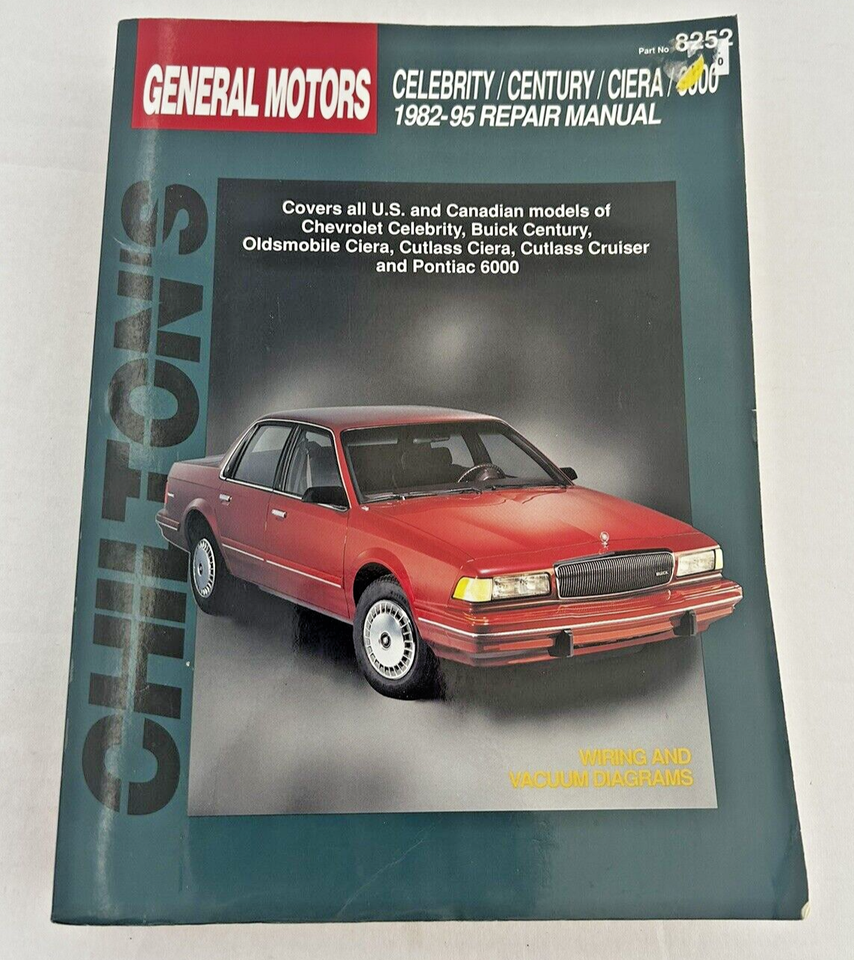 Part No 8252
GENERAL MOTORS
CELEBRITY / CENTURY / CIERA / 6000
1982-95 REPAIR MANUAL
CHILTON'S
Covers all U.S. and Canadian models of
Chevrolet Celebrity, Buick Century,
Oldsmobile Ciera, Cutlass Ciera, Cutlass Cruiser
and Pontiac 6000
BUICK
WIRING AND
VACUUM DIAGRAMS